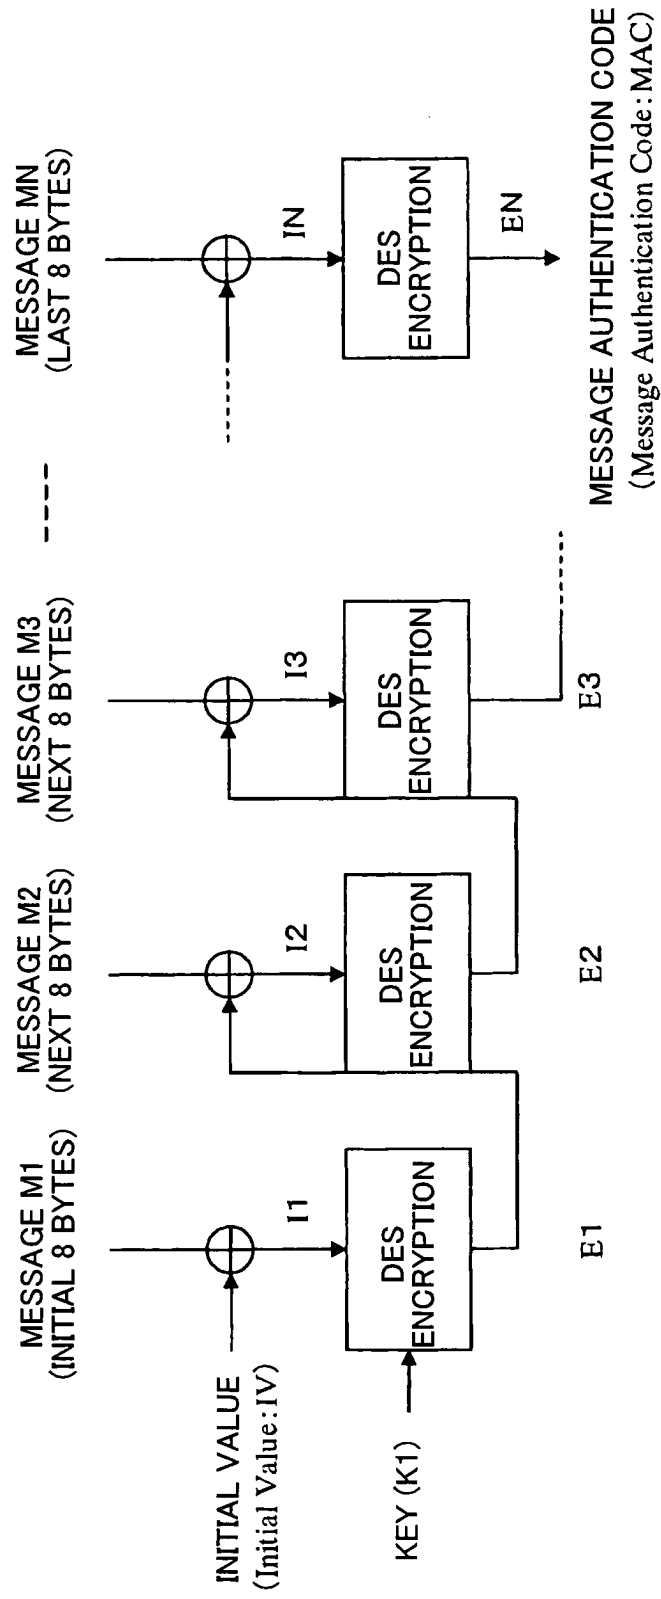 MESSAGE M1
(INITIAL 8 BYTES)
MESSAGE M2
(NEXT 8 BYTES)
MESSAGE M3
(NEXT 8 BYTES)
MESSAGE MN
(LAST 8 BYTES)
INITIAL VALUE
(Initial Value:IV)
I1
I2
I3
IN
KEY (K1)
DES
ENCRYPTION
DES
ENCRYPTION
DES
ENCRYPTION
DES
ENCRYPTION
E1
E2
E3
EN
MESSAGE AUTHENTICATION CODE
(Message Authentication Code:MAC)